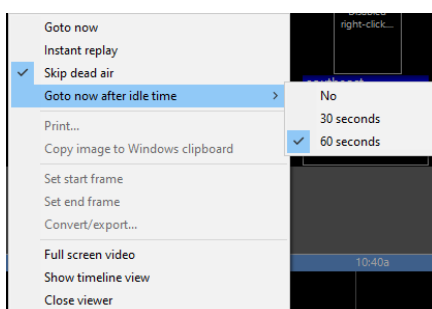 Disabled
right-click...
Goto now
Instant replay
Skip dead air
Goto now after idle time
No
30 seconds
60 seconds
Print...
Copy image to Windows clipboard
Set start frame
Set end frame
Convert/export...
Full screen video
Show timeline view
Close viewer
10:40a